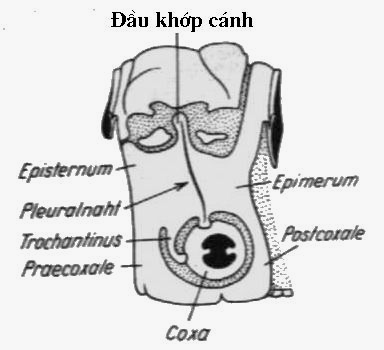 Đầu khớp cánh
Episternum
Epimerum
Pleuralnaht
Trochantinus
Postcoxale
Praecoxale
Coxa